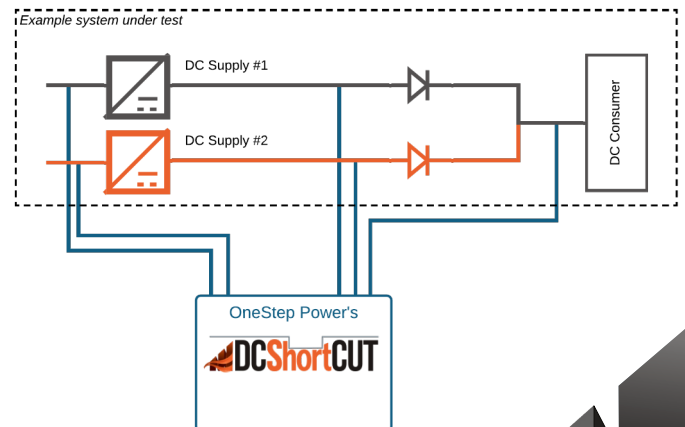 Example system under test
DC Supply #1
DC Supply #2
DC Consumer
OneStep Power's
DCShortCUT